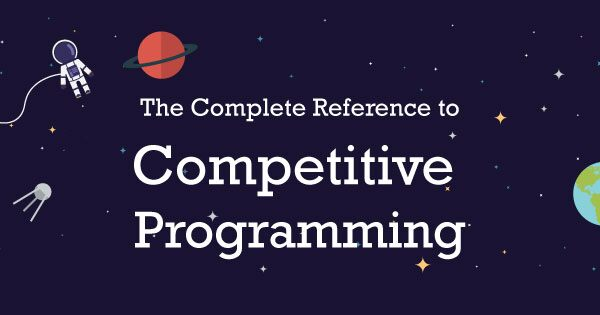 The Complete Reference to
Competitive
Programming